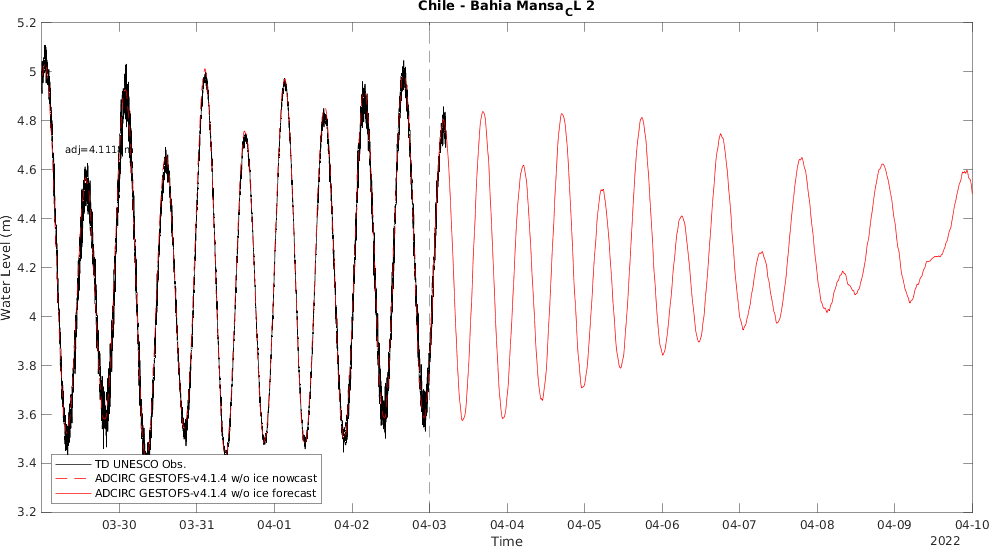 Chile - Bahia MansaCL 2
5.2
5
4.8
4.6
4.4
4.2
4
3.8
3.6
3.4
3.2
Water Level (m)
adj=4.1118m
TD UNESCO Obs.
ADCIRC GESTOFS-v4.1.4 w/o ice nowcast
ADCIRC GESTOFS-v4.1.4 w/o ice forecast
03-30 03-31 04-01 04-02 04-03 04-04 04-05 04-06 04-07 04-08 04-09 04-10
Time
2022